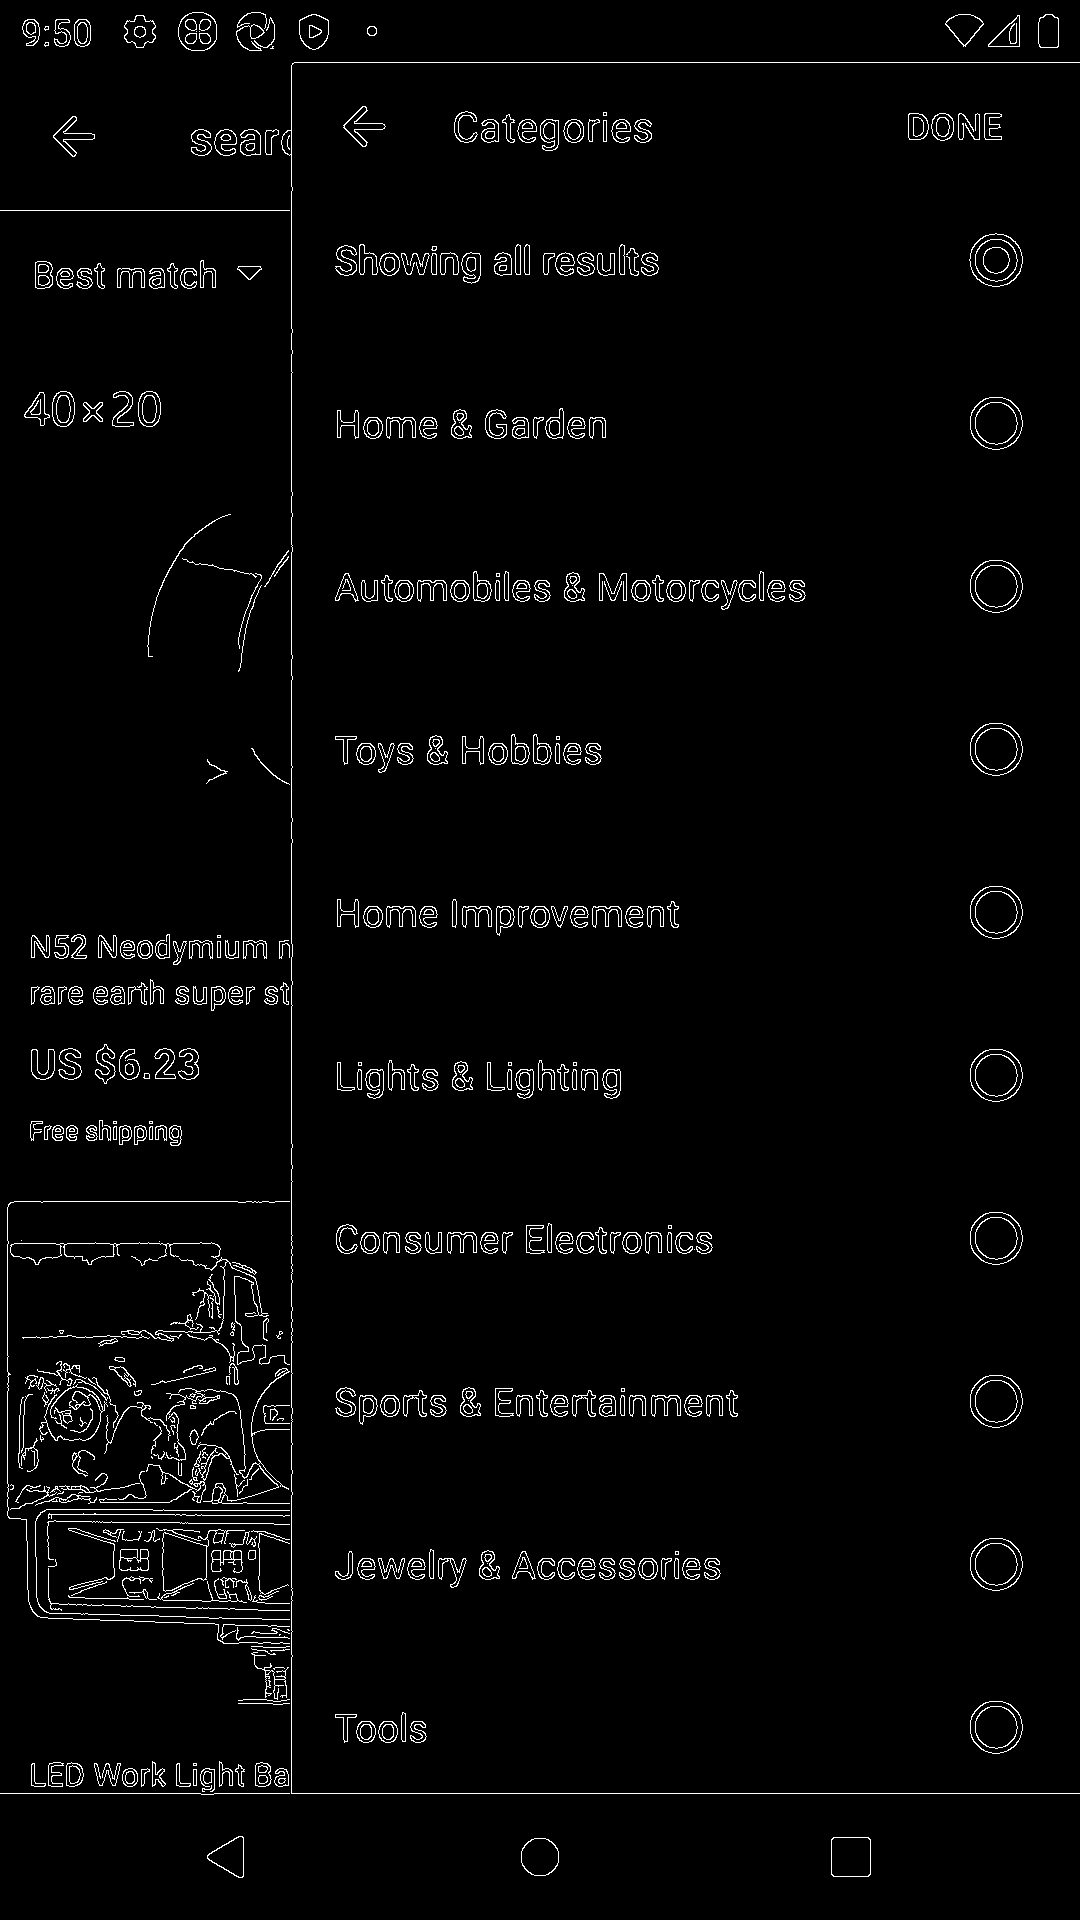 9:50
searc
Categories
DONE
Best match
Showing all results
40×20
Home & Garden
Automobiles & Motorcycles
Toys & Hobbies
Home Improvement
N52 Neodymium
rare earth super st
US $6.23
Free shipping
Lights & Lighting
Consumer Electronics
Sports & Entertainment
Jewelry & Accessories
Tools
LED Work Light Ba